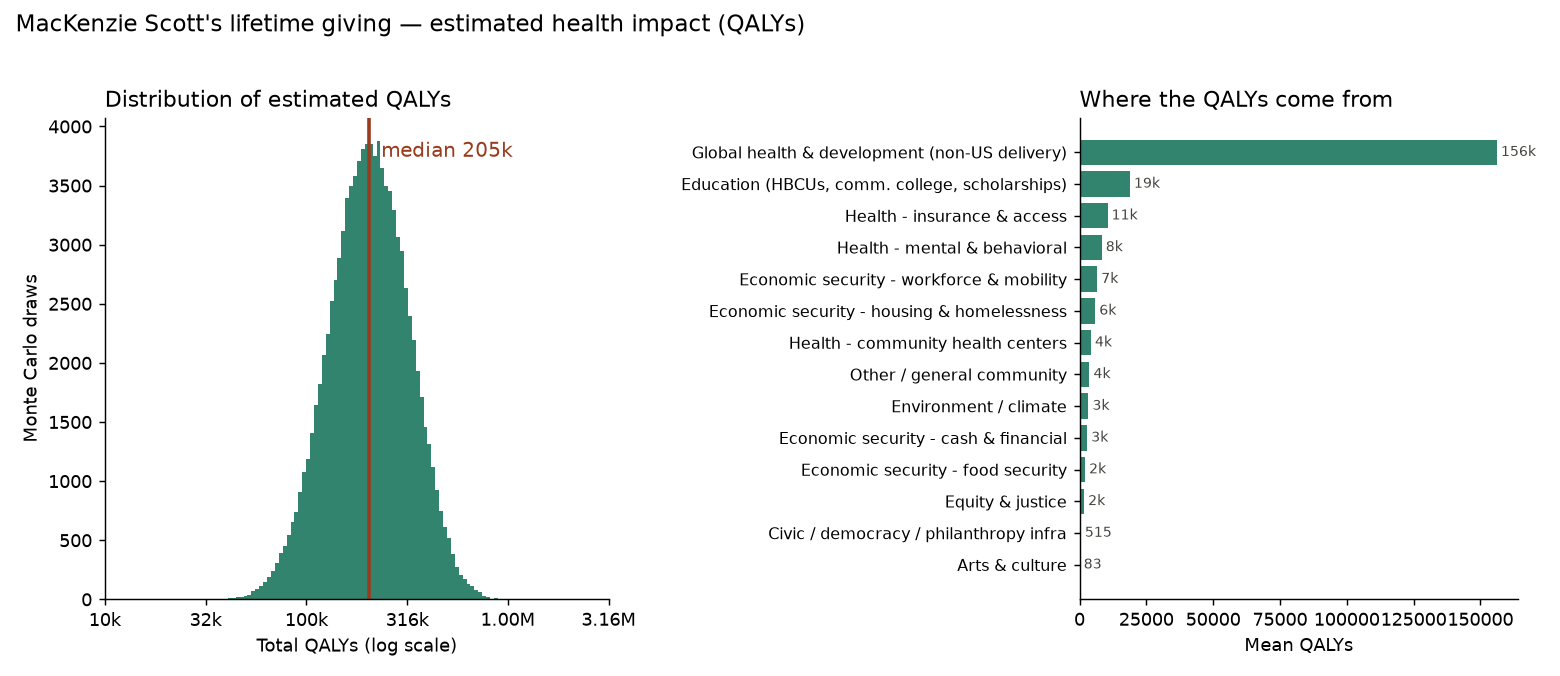 MacKenzie Scott's lifetime giving — estimated health impact (QALYs)
Distribution of estimated QALYs
4000
3500
3000
2500
2000
1500
1000
500
0
Monte Carlo draws
median 205k
10k 32k 100k 316k 1.00M 3.16M
Total QALYs (log scale)
Where the QALYs come from
Global health & development (non-US delivery) 156k
Education (HBCUs, comm. college, scholarships) 19k
Health - insurance & access 11k
Health - mental & behavioral 8k
Economic security - workforce & mobility 7k
Economic security - housing & homelessness 6k
Health - community health centers 4k
Other / general community 4k
Environment / climate 3k
Economic security - cash & financial 3k
Economic security - food security 2k
Equity & justice 2k
Civic / democracy / philanthropy infra 515
Arts & culture 83
0 25000 50000 75000 100000 125000 150000
Mean QALYs